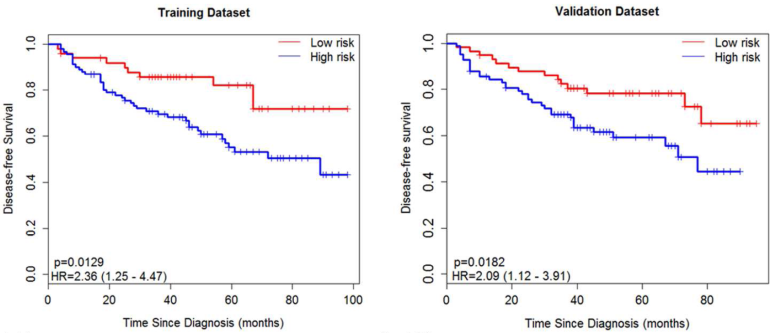 Training Dataset
Low risk
High risk
Disease-free Survival
1.0
0.8
0.6
0.4
0.2
0.0
p=0.0129
HR=2.36 (1.25 - 4.47)
0 20 40 60 80 100
Time Since Diagnosis (months)
Validation Dataset
Low risk
High risk
Disease-free Survival
1.0
0.8
0.6
0.4
0.2
0.0
p=0.0182
HR=2.09 (1.12 - 3.91)
0 20 40 60 80
Time Since Diagnosis (months)